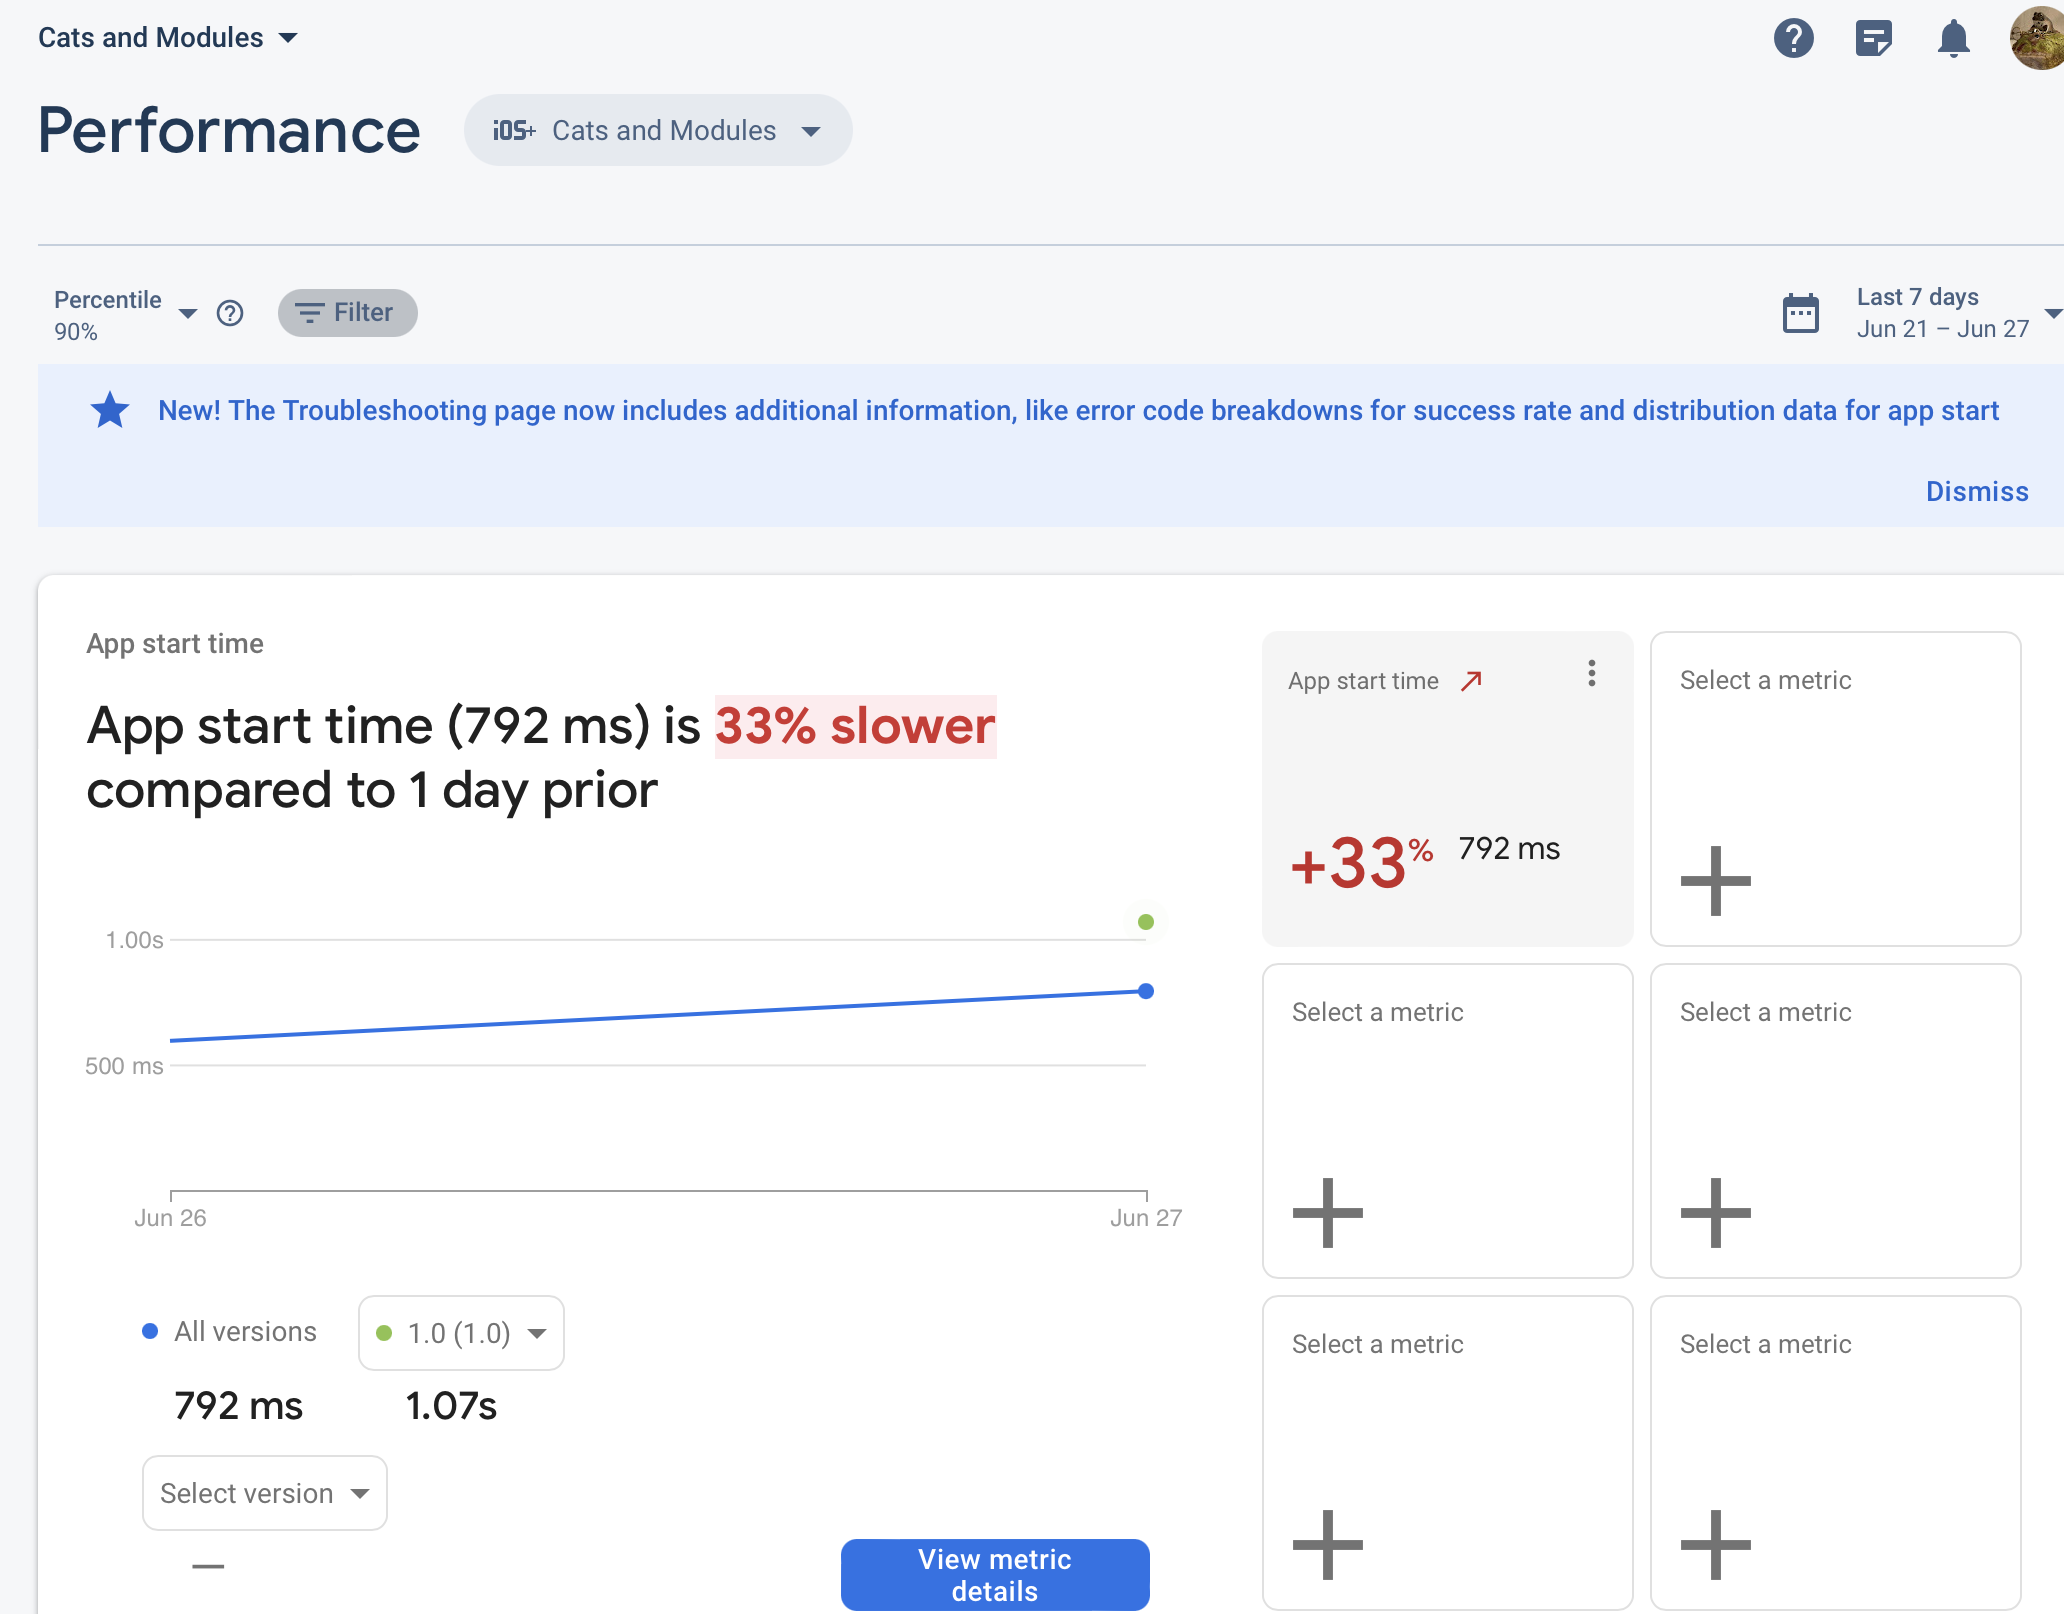 Cats and Modules
Performance
iOS+ Cats and Modules
Percentile
90%
Filter
Last 7 days
Jun 21 – Jun 27
New! The Troubleshooting page now includes additional information, like error code breakdowns for success rate and distribution data for app start
Dismiss
App start time
App start time (792 ms) is 33% slower
compared to 1 day prior
1.00s
500 ms
Jun 26
Jun 27
All versions
1.0 (1.0)
792 ms
1.07s
Select version
—
View metric
details
App start time
+33%
792 ms
Select a metric
Select a metric
Select a metric
Select a metric
Select a metric